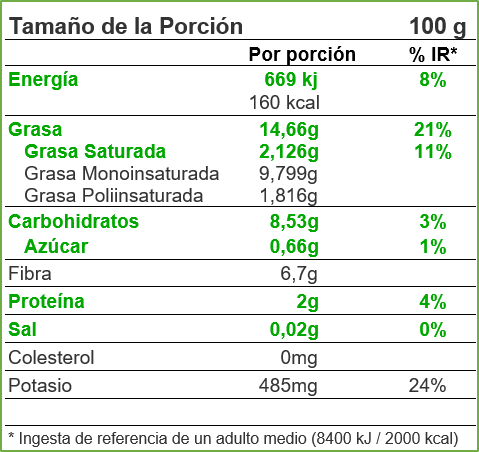 Tamaño de la Porción 100 g
Por porción % IR*
Energía 669 kj 8%
160 kcal
Grasa 14,66g 21%
Grasa Saturada 2,126g 11%
Grasa Monoinsaturada 9,799g
Grasa Poliinsaturada 1,816g
Carbohidratos 8,53g 3%
Azúcar 0,66g 1%
Fibra 6,7g
Proteína 2g 4%
Sal 0,02g 0%
Colesterol 0mg
Potasio 485mg 24%
* Ingesta de referencia de un adulto medio (8400 kJ / 2000 kcal)